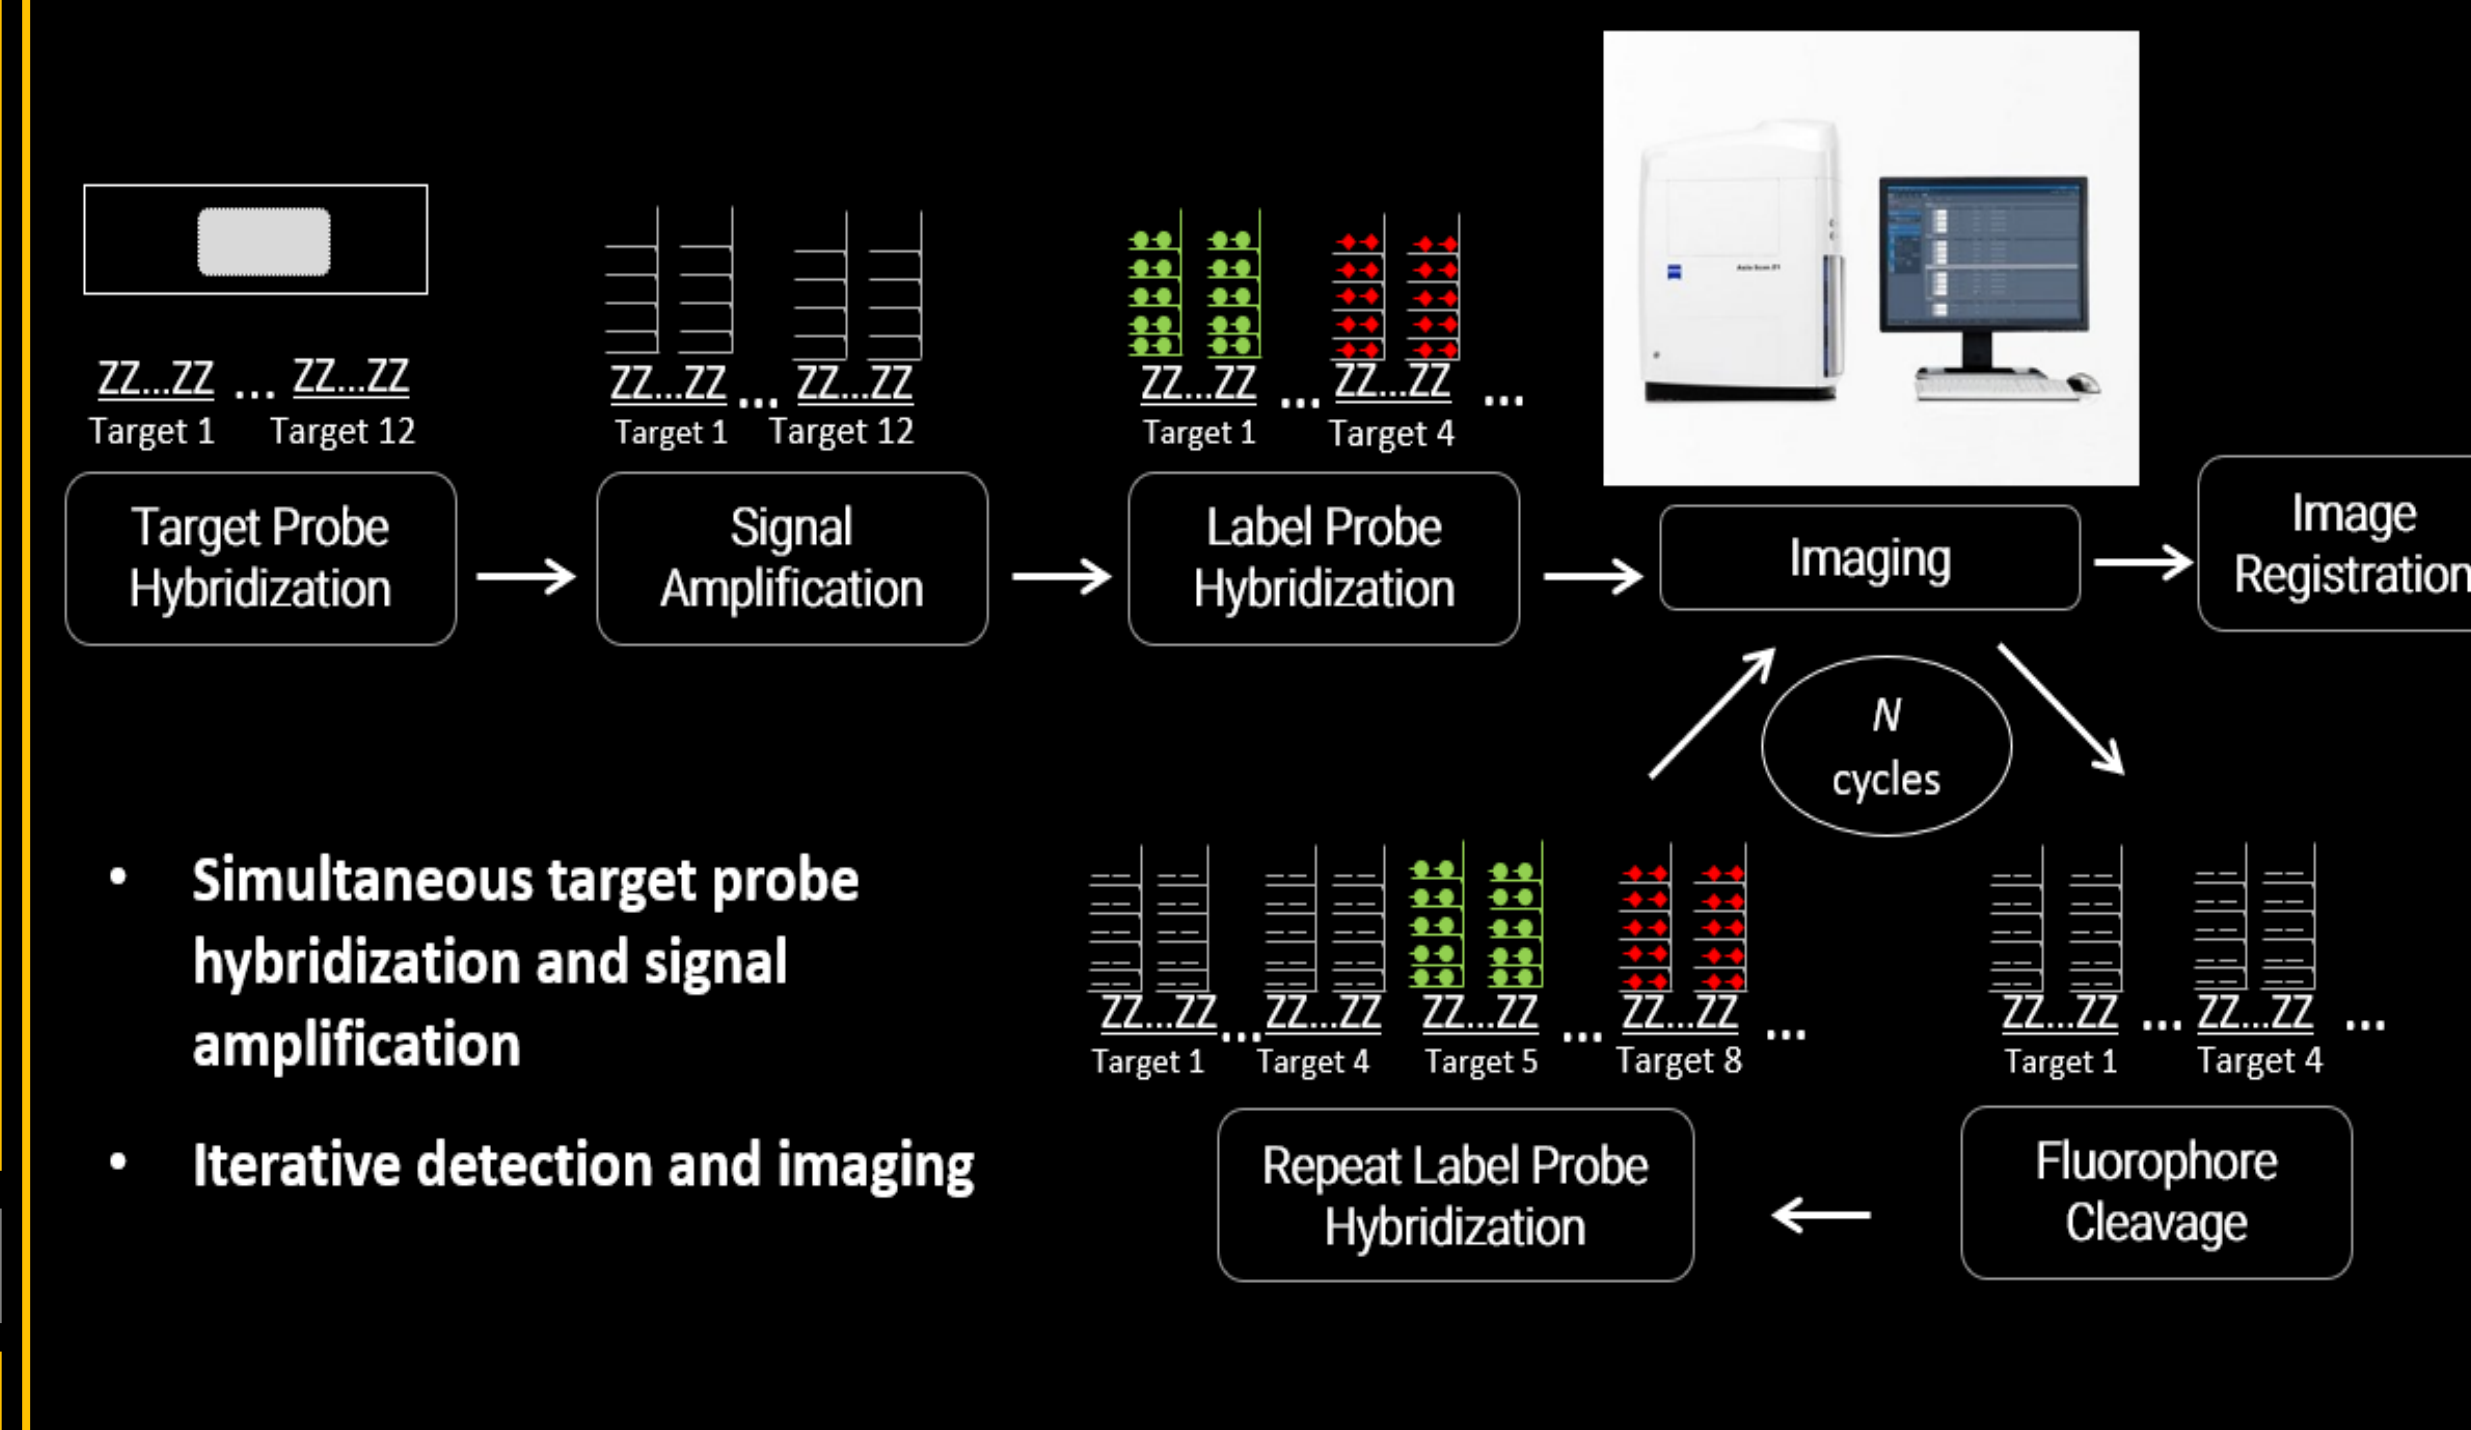 ZZ...ZZ ... ZZ...ZZ
Target 1 Target 12
Target Probe
Hybridization
ZZ...ZZ ... ZZ...ZZ
Target 1 Target 12
Signal
Amplification
ZZ...ZZ ... ZZ...ZZ ...
Target 1 Target 4
Label Probe
Hybridization
Imaging
Image
Registration
N
cycles
ZZ...ZZ ... ZZ...ZZ ...
Target 1 Target 4
Fluorophore
Cleavage
ZZ...ZZ ... ZZ...ZZ ZZ...ZZ ... ZZ...ZZ ...
Target 1 Target 4 Target 5 Target 8
Repeat Label Probe
Hybridization
• Simultaneous target probe
hybridization and signal
amplification
• Iterative detection and imaging